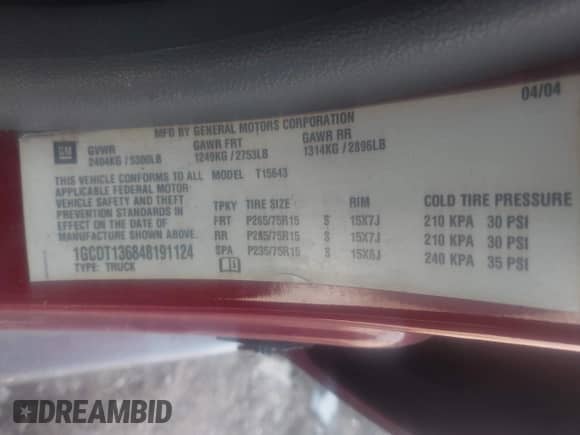 04/04
MFD BY GENERAL MOTORS CORPORATION
GM GVWR GAWR FRT GAWR RR
2404KG / 5300LB 1249KG / 2753LB 1314KG / 2896LB
THIS VEHICLE CONFORMS TO ALL MODEL T15643
APPLICABLE FEDERAL MOTOR
VEHICLE SAFETY AND THEFT TPKY TIRE SIZE RIM COLD TIRE PRESSURE
PREVENTION STANDARDS IN FRT P265/75R15 S 15X7J 210 KPA 30 PSI
EFFECT ON THE DATE OF RR P265/75R15 S 15X7J 210 KPA 30 PSI
MANUFACTURE SHOWN ABOVE. SPA P235/75R15 S 15X6J 240 KPA 35 PSI
1GCDT136848191124
TYPE: TRUCK
DREAMBID